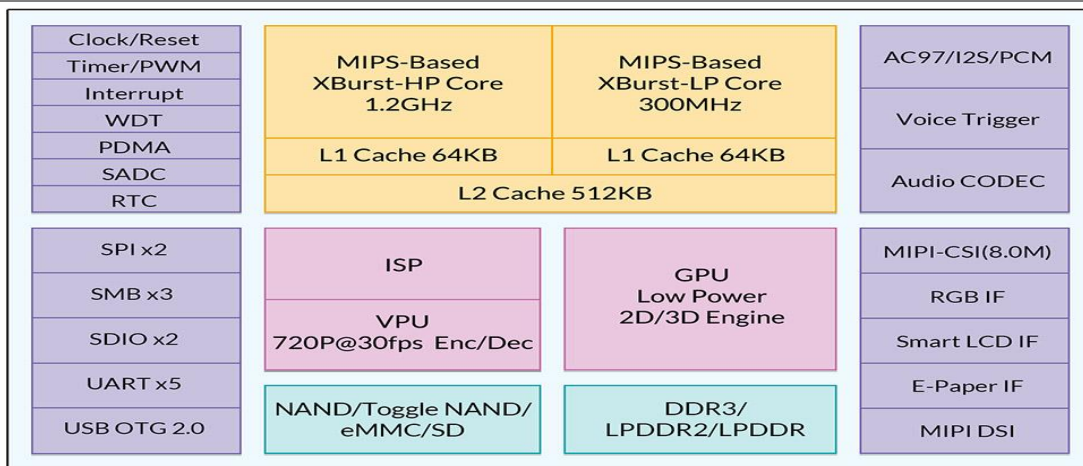 Clock/Reset
Timer/PWM
Interrupt
WDT
PDMA
SADC
RTC
MIPS-Based
XBurst-HP Core
1.2GHz
MIPS-Based
XBurst-LP Core
300MHz
L1 Cache 64KB
L1 Cache 64KB
L2 Cache 512KB
AC97/I2S/PCM
Voice Trigger
Audio CODEC
SPI x2
SMB x3
SDIO x2
UART x5
USB OTG 2.0
ISP
VPU
720P@30fps Enc/Dec
GPU
Low Power
2D/3D Engine
NAND/Toggle NAND/
eMMC/SD
DDR3/
LPDDR2/LPDDR
MIPI-CSI(8.0M)
RGB IF
Smart LCD IF
E-Paper IF
MIPI DSI